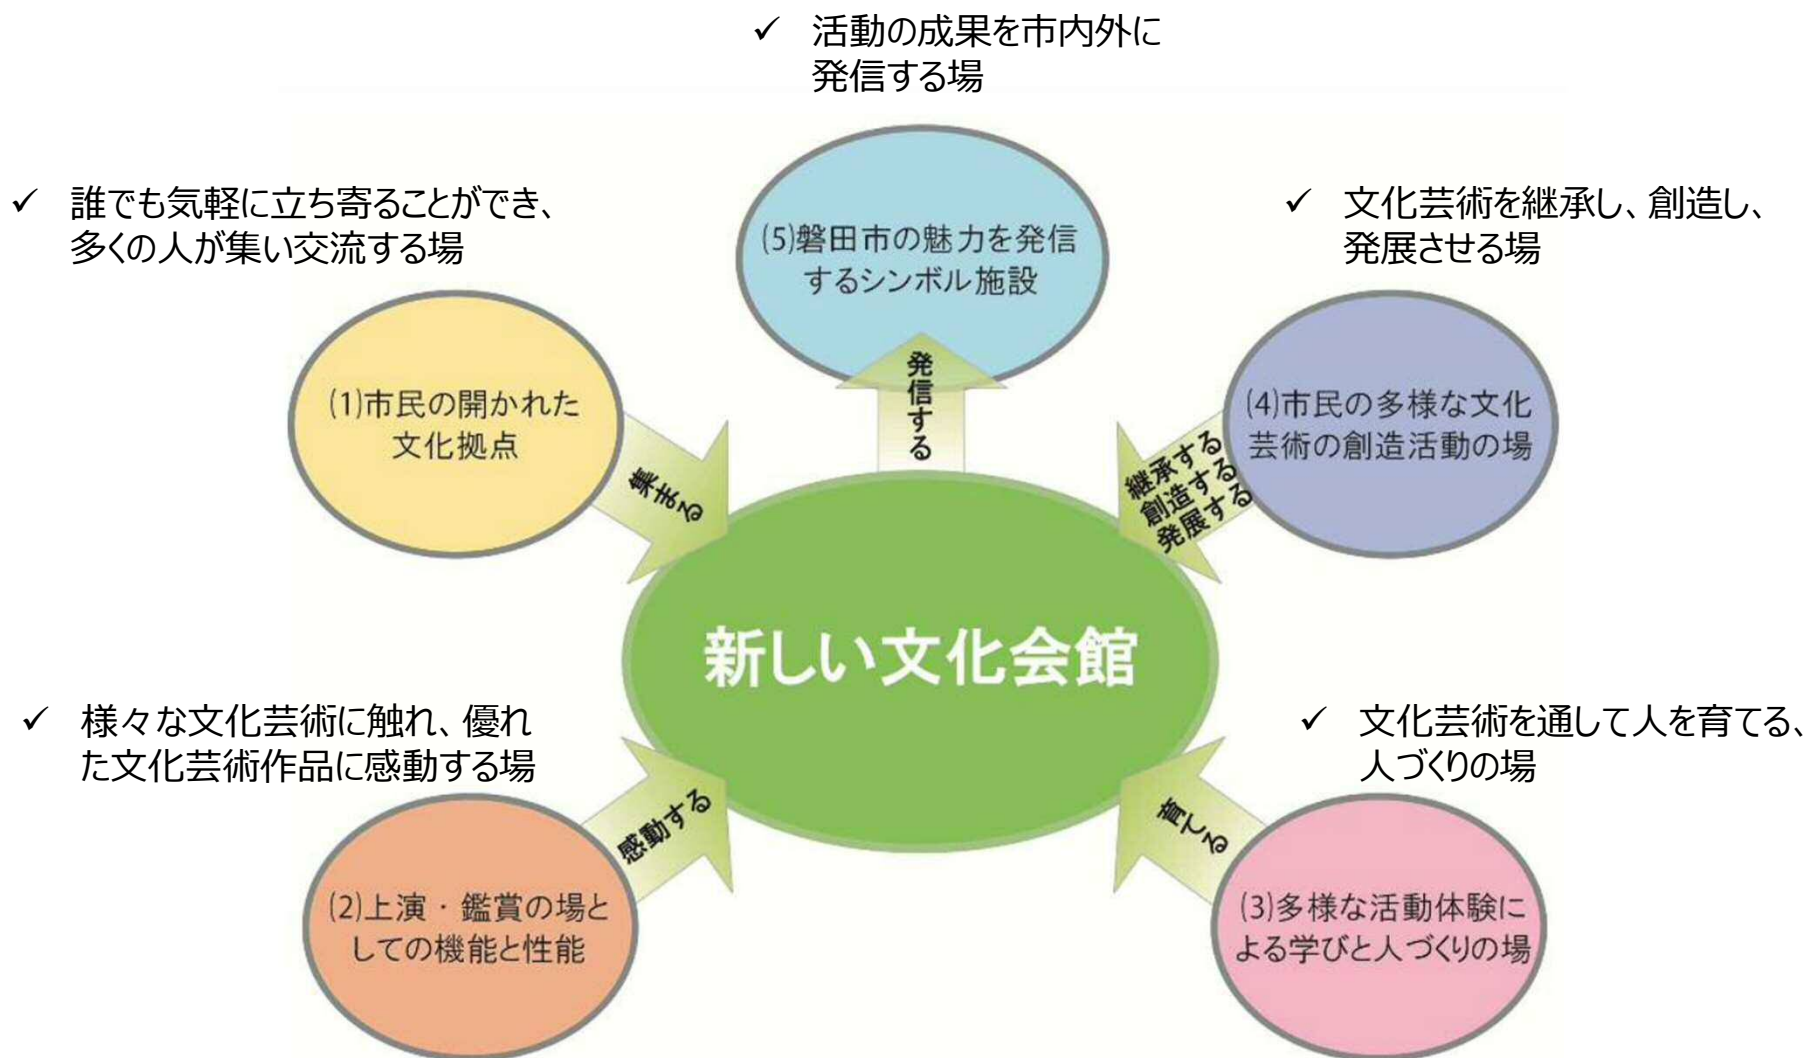 ✓ 活動の成果を市内外に
発信する場
✓ 誰でも気軽に立ち寄ることができ、
多くの人が集い交流する場
✓ 文化芸術を継承し、創造し、
発展させる場
(5)磐田市の魅力を発信
するシンボル施設
(1)市民の開かれた
文化拠点
(4)市民の多様な文化
芸術の創造活動の場
発信する
集まる
継承する
創造する
発展する
新しい文化会館
✓ 様々な文化芸術に触れ、優れ
た文化芸術作品に感動する場
✓ 文化芸術を通して人を育てる、
人づくりの場
感動する
育てる
(2)上演・鑑賞の場と
しての機能と性能
(3)多様な活動体験に
よる学びと人づくりの場